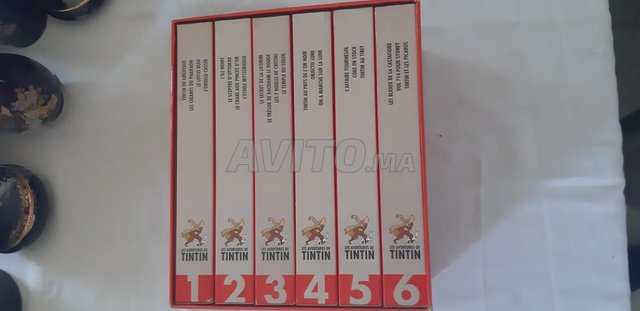 TINTIN EN AMERIQUE
LES CIGARES DU PHARAON
LE LOTUS BLEU
L'OREILLE CASSEE
LES AVENTURES DE
TINTIN
1
L'ILE NOIRE
LE SCEPTRE D'OTTOKAR
LE CRABE AUX PINCES D'OR
L'ETOILE MYSTERIEUSE
LES AVENTURES DE
TINTIN
2
LE SECRET DE LA LICORNE
LE TRESOR DE RACKHAM LE ROUGE
LES 7 BOULES DE CRISTAL
LE TEMPLE DU SOLEIL
LES AVENTURES DE
TINTIN
3
TINTIN AU PAYS DE L'OR NOIR
OBJECTIF LUNE
ON A MARCHE SUR LA LUNE
LES AVENTURES DE
TINTIN
4
L'AFFAIRE TOURNESOL
COKE EN STOCK
TINTIN AU TIBET
LES AVENTURES DE
TINTIN
5
LES BIJOUX DE LA CASTAFIORE
VOL 714 POUR SYDNEY
TINTIN ET LES PICAROS
LES AVENTURES DE
TINTIN
6
AVITO.ma